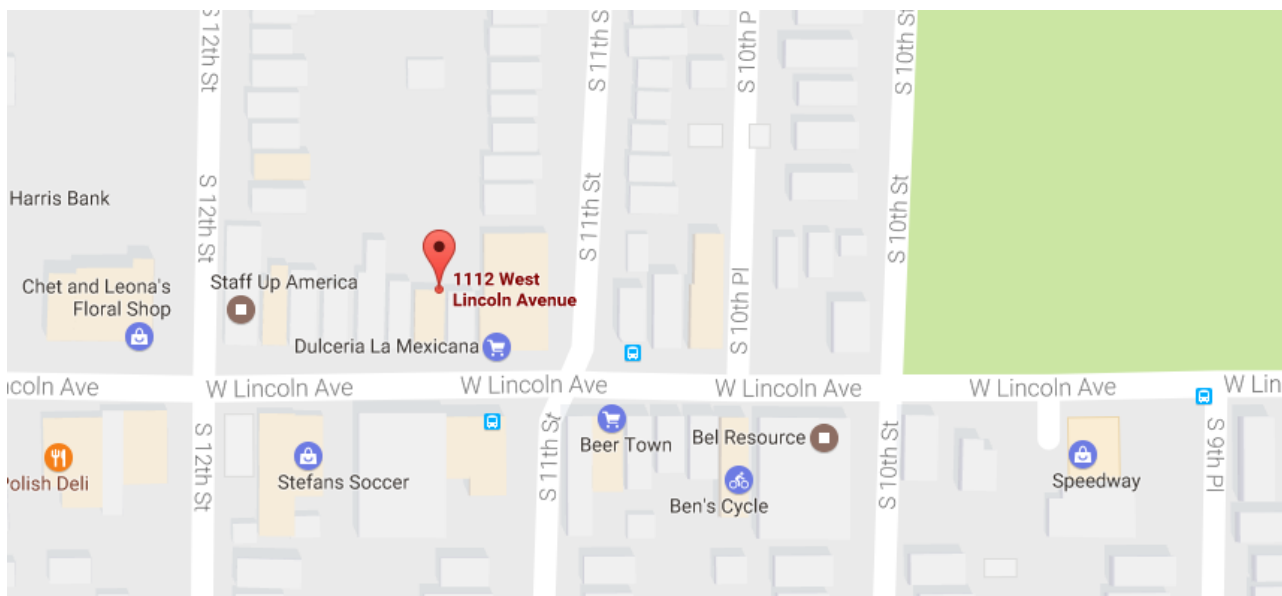 S 12th St
S 11th S
S 10th P
S 10th St
Harris Bank
S 12th St
S 11th St
S 10th St
Chet and Leona's
Floral Shop
Staff Up America
1112 West
Lincoln Avenue
S 10th Pl
Dulceria La Mexicana
ncoln Ave
W Lincoln Ave
W Lincoln Ave
W Lincoln Ave
W Lincoln Ave
W Lin
Polish Deli
S 12th St
Stefans Soccer
S 11th St
Beer Town
Bel Resource
Ben's Cycle
S 10th St
Speedway
S 9th Pl